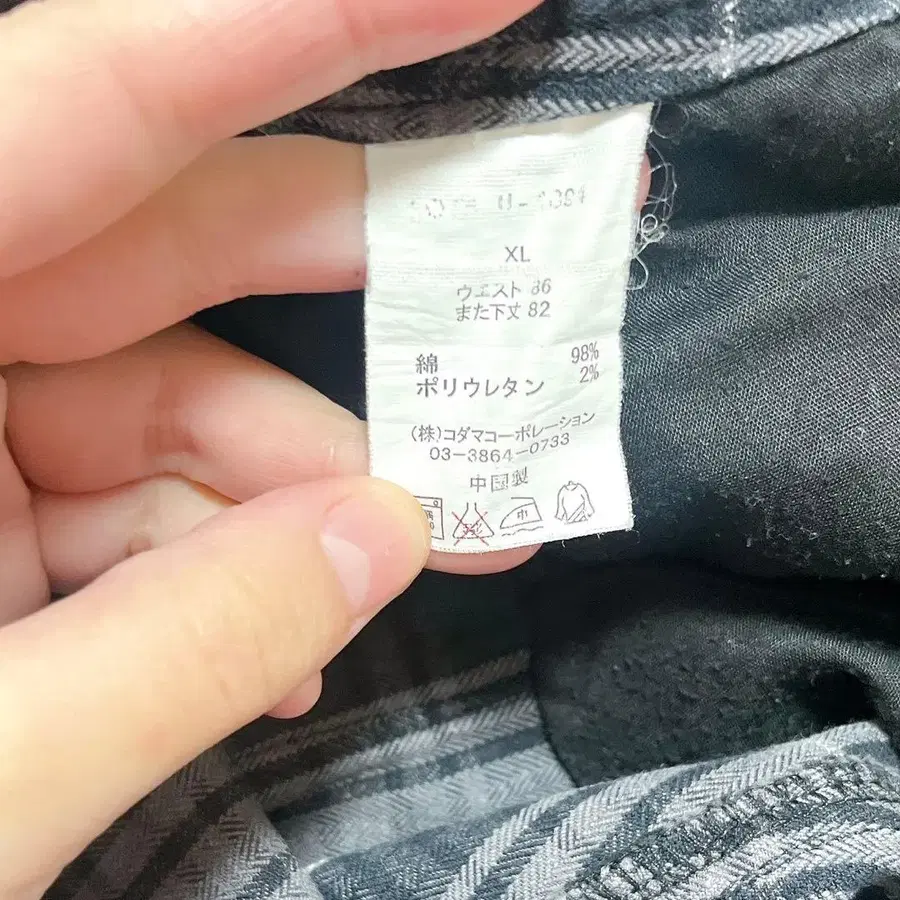 XL
ウエスト 86
また下丈 82
綿 98%
ポリウレタン 2%
(株)コダマコーポレーション
03-3864-0733
中国製
中